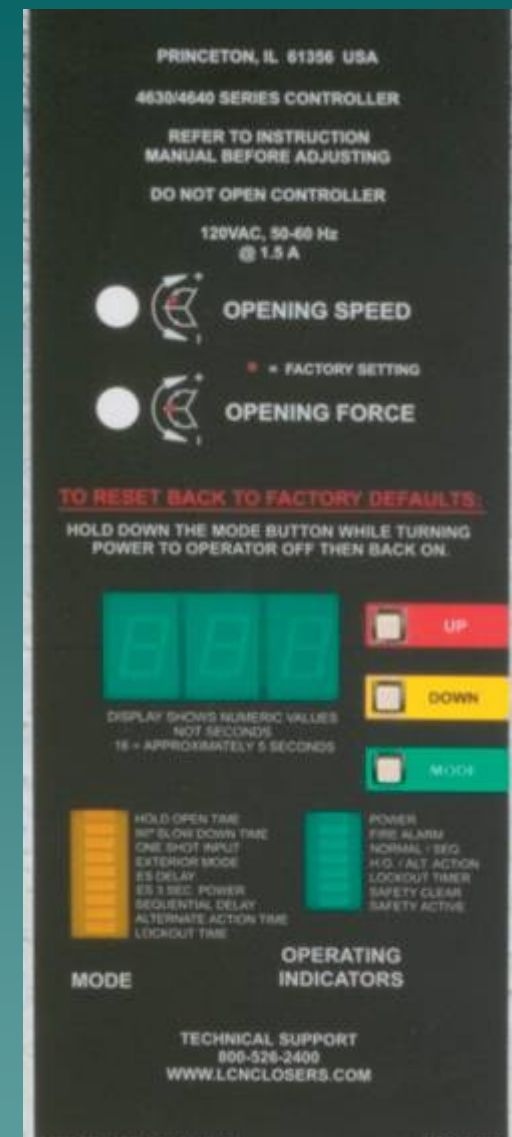 PRINCETON, IL 61356 USA
4630/4640 SERIES CONTROLLER
REFER TO INSTRUCTION
MANUAL BEFORE ADJUSTING
DO NOT OPEN CONTROLLER
120VAC, 50-60 Hz
@ 1.5 A
OPENING SPEED
* = FACTORY SETTING
OPENING FORCE
TO RESET BACK TO FACTORY DEFAULTS:
HOLD DOWN THE MODE BUTTON WHILE TURNING
POWER TO OPERATOR OFF THEN BACK ON.
UP
DOWN
MODE
DISPLAY SHOWS NUMERIC VALUES
NOT SECONDS
16 = APPROXIMATELY 5 SECONDS
HOLD OPEN TIME
90° SLOW DOWN TIME
ONE SHOT INPUT
EXTERIOR MODE
ES DELAY
ES 3 SEC. POWER
SEQUENTIAL DELAY
ALTERNATE ACTION TIME
LOCKOUT TIME
MODE
POWER
FIRE ALARM
NORMAL / SEQ.
H.O. / ALT. ACTION
LOCKOUT TIMER
SAFETY CLEAR
SAFETY ACTIVE
OPERATING
INDICATORS
TECHNICAL SUPPORT
800-526-2400
WWW.LCNCLOSERS.COM